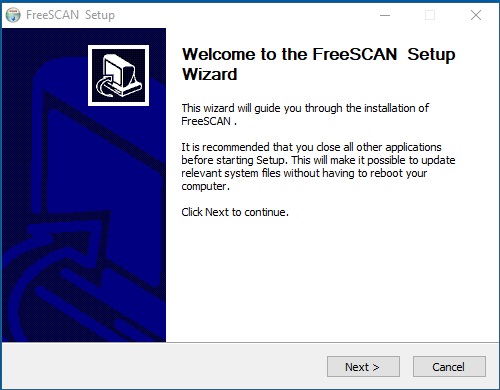 FreeSCAN  Setup
Welcome to the FreeSCAN  Setup
Wizard
This wizard will guide you through the installation of
FreeSCAN .
It is recommended that you close all other applications
before starting Setup. This will make it possible to update
relevant system files without having to reboot your
computer.
Click Next to continue.
Next >
Cancel